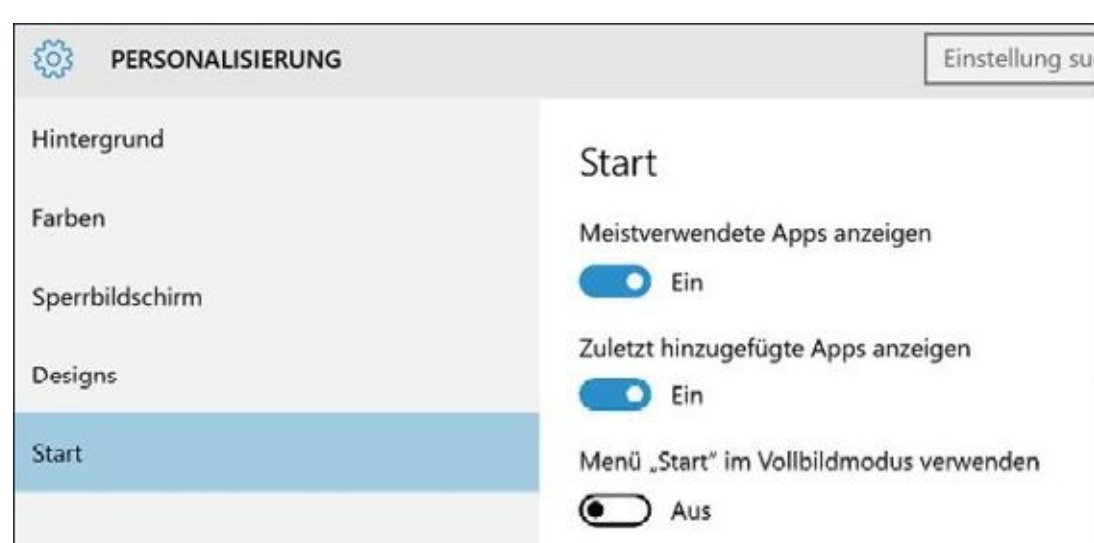 PERSONALISIERUNG
Einstellung
Hintergrund
Farben
Sperrbildschirm
Designs
Start
Start
Meistverwendete Apps anzeigen
Ein
Zuletzt hinzugefügte Apps anzeigen
Ein
Menü „Start" im Vollbildmodus verwenden
Aus